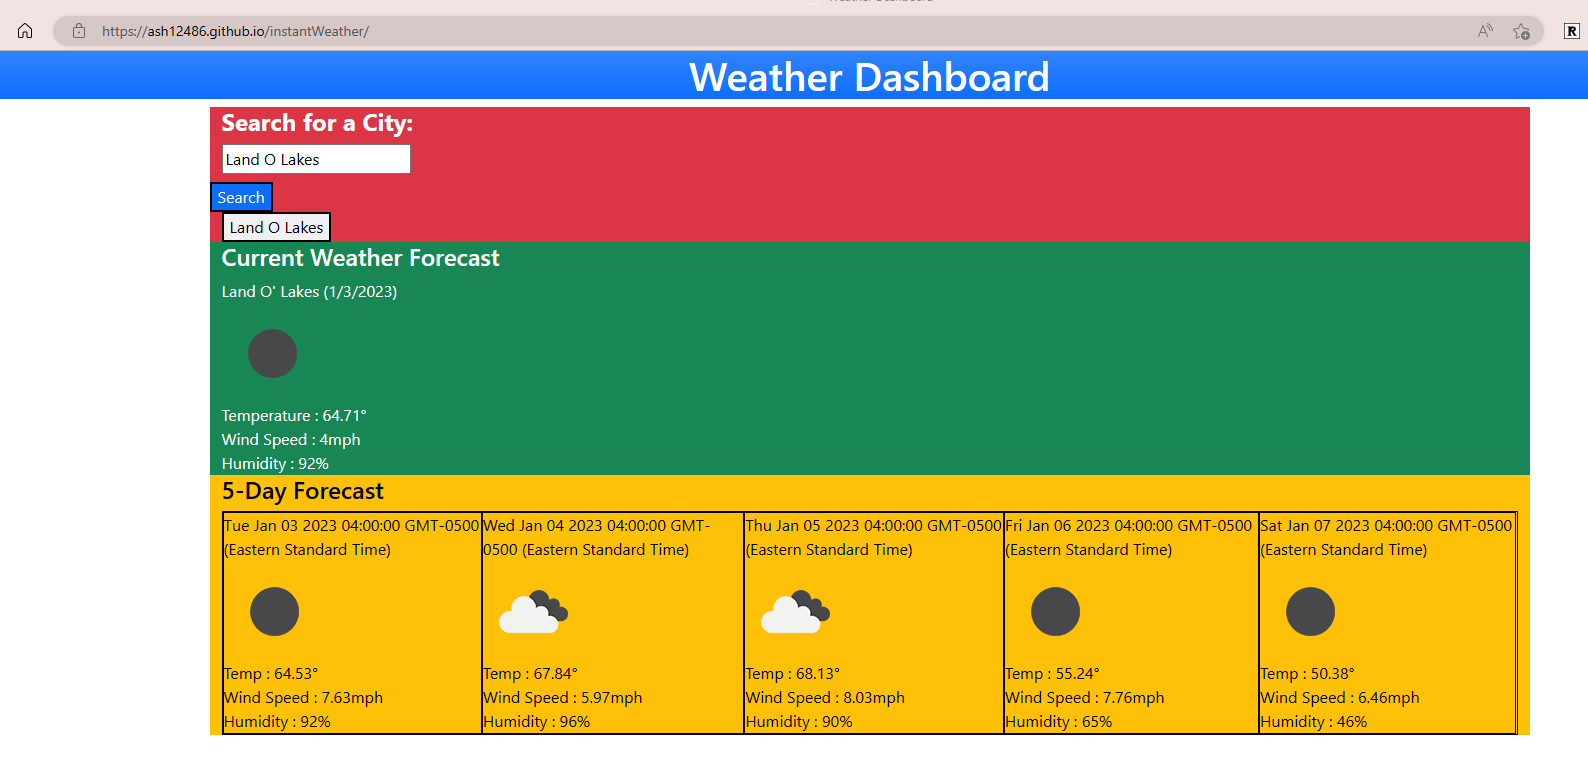 https://ash12486.github.io/instantWeather/
Weather Dashboard
Search for a City:
Land O Lakes
Search
Land O Lakes
Current Weather Forecast
Land O' Lakes (1/3/2023)
Temperature : 64.71°
Wind Speed : 4mph
Humidity : 92%
5-Day Forecast
Tue Jan 03 2023 04:00:00 GMT-0500
(Eastern Standard Time)
Temp : 64.53°
Wind Speed : 7.63mph
Humidity : 92%
Wed Jan 04 2023 04:00:00 GMT-
0500 (Eastern Standard Time)
Temp : 67.84°
Wind Speed : 5.97mph
Humidity : 96%
Thu Jan 05 2023 04:00:00 GMT-0500
(Eastern Standard Time)
Temp : 68.13°
Wind Speed : 8.03mph
Humidity : 90%
Fri Jan 06 2023 04:00:00 GMT-0500
(Eastern Standard Time)
Temp : 55.24°
Wind Speed : 7.76mph
Humidity : 65%
Sat Jan 07 2023 04:00:00 GMT-0500
(Eastern Standard Time)
Temp : 50.38°
Wind Speed : 6.46mph
Humidity : 46%